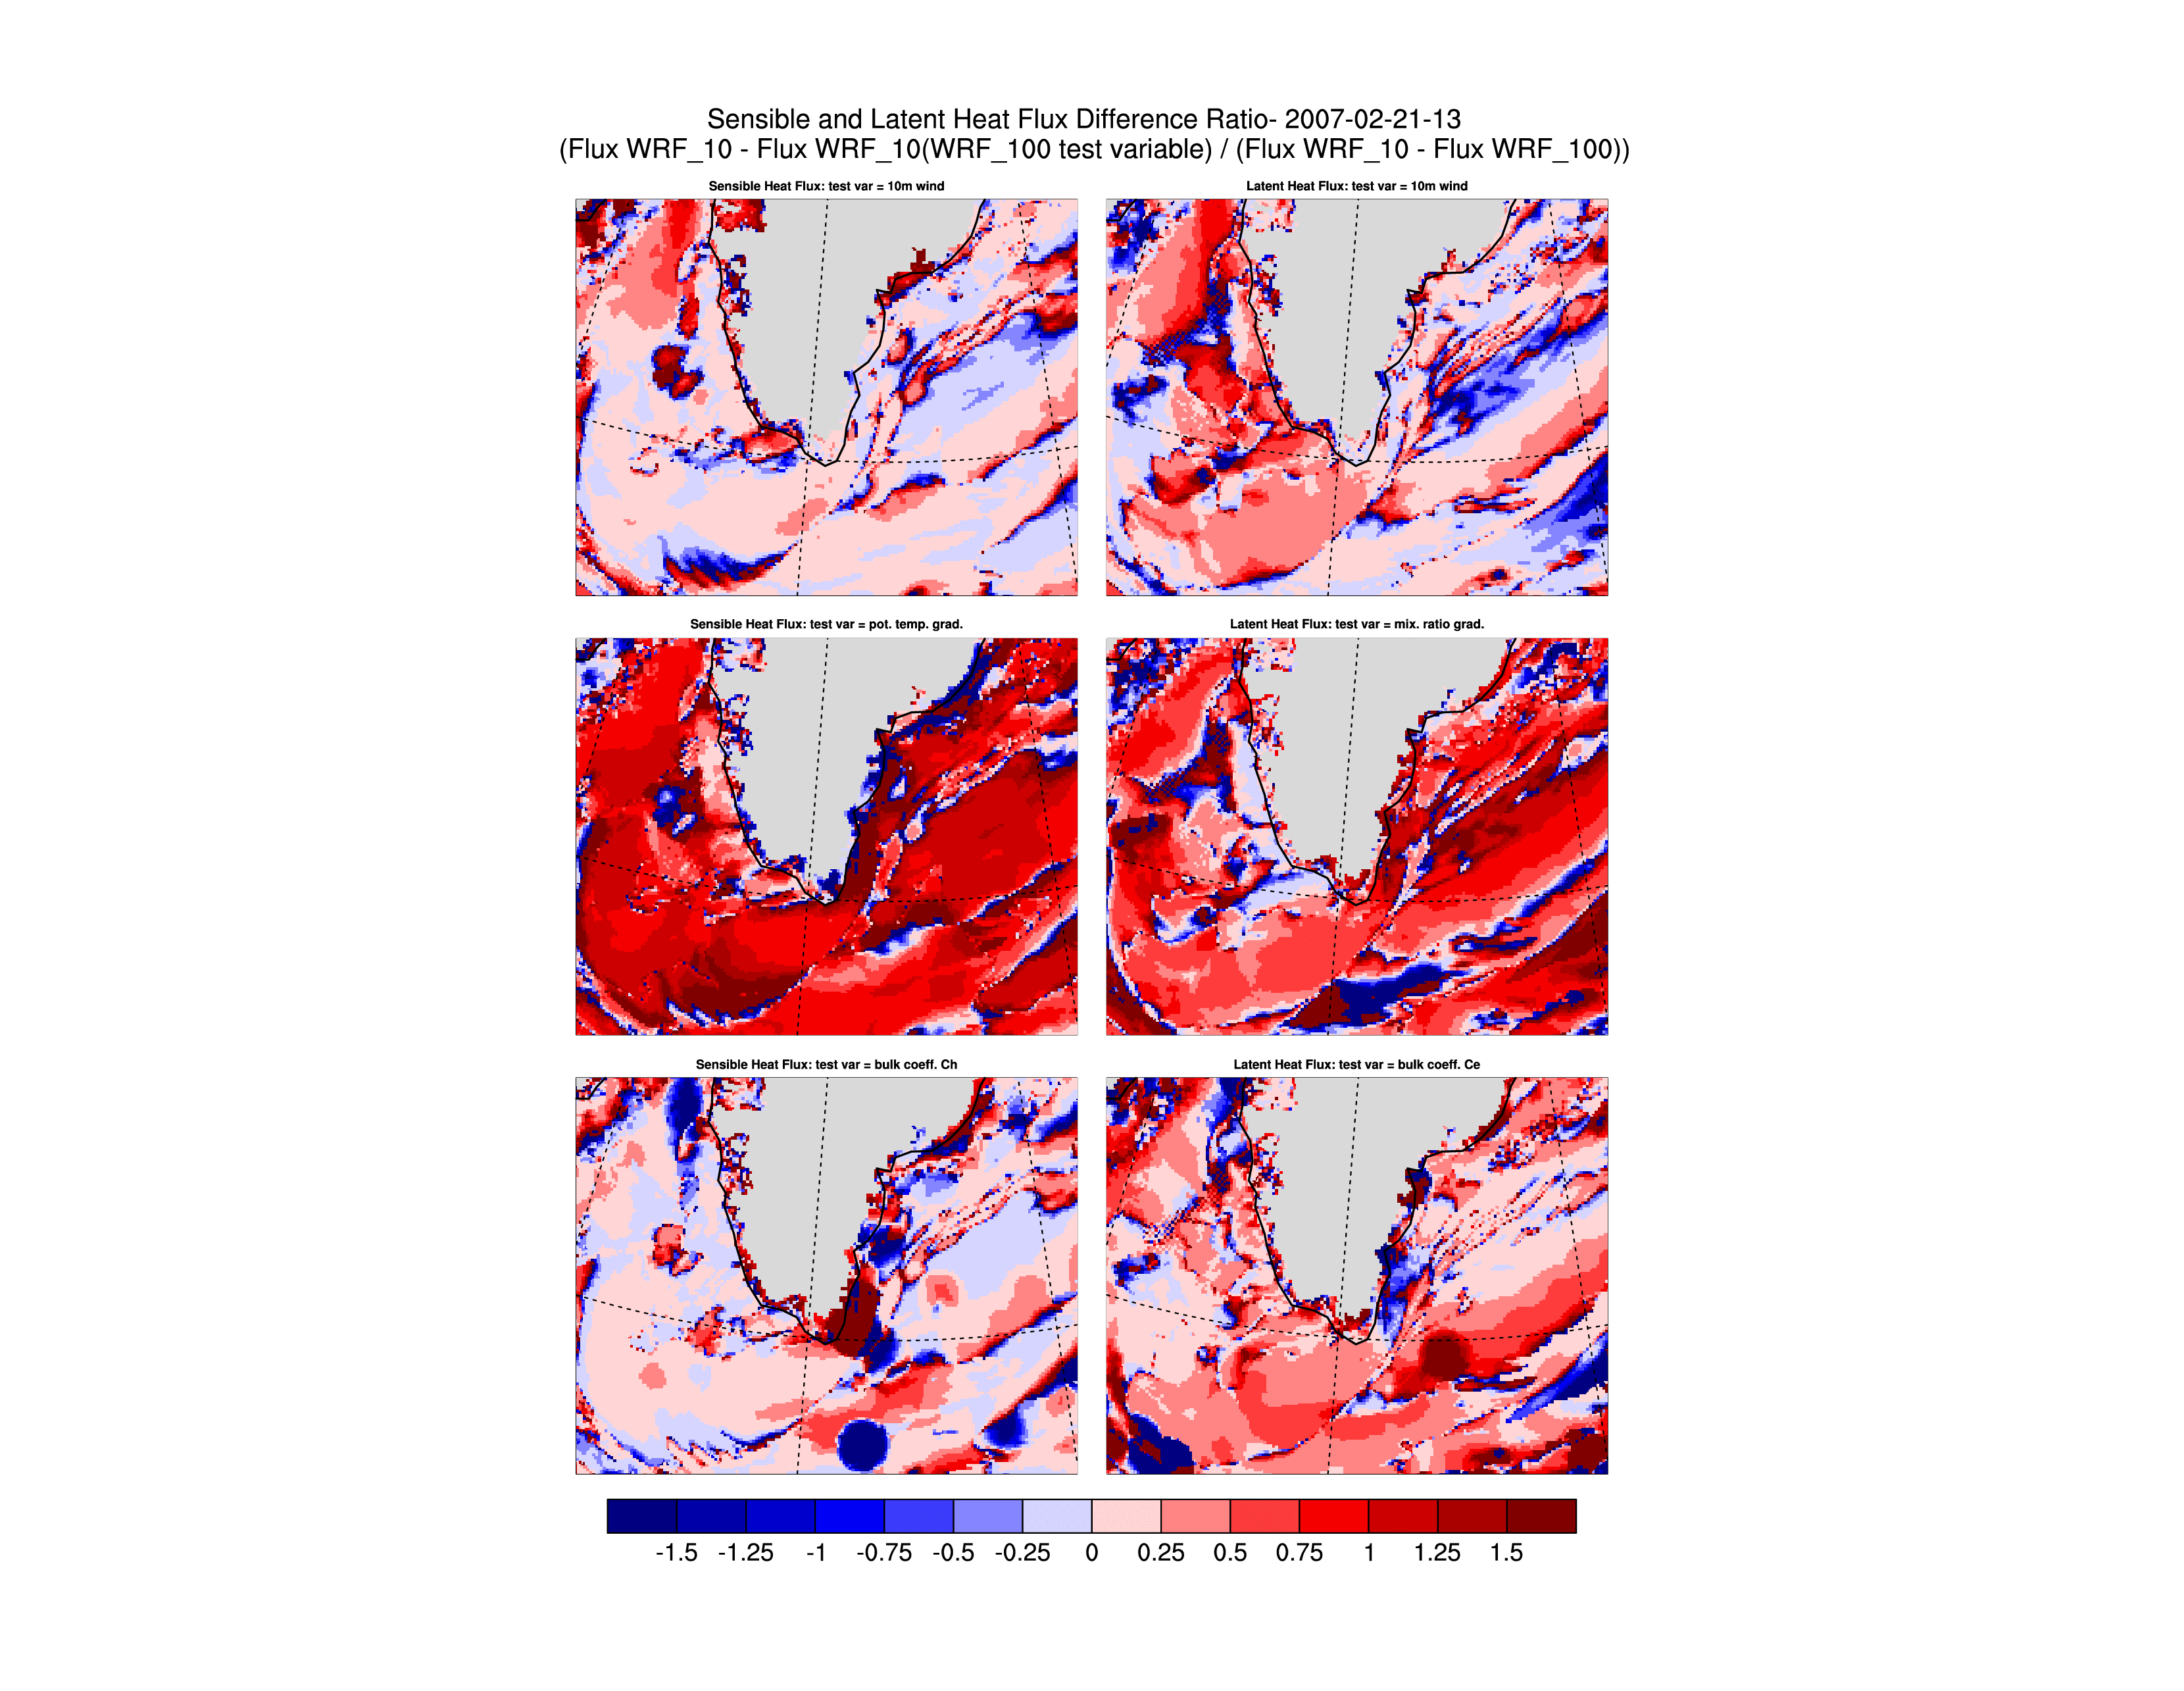 Sensible and Latent Heat Flux Difference Ratio- 2007-02-21-13
(Flux WRF_10 - Flux WRF_10(WRF_100 test variable) / (Flux WRF_10 - Flux WRF_100))
Sensible Heat Flux: test var = 10m wind
Latent Heat Flux: test var = 10m wind
Sensible Heat Flux: test var = pot. temp. grad.
Latent Heat Flux: test var = mix. ratio grad.
Sensible Heat Flux: test var = bulk coeff. Ch
Latent Heat Flux: test var = bulk coeff. Ce
-1.5 -1.25 -1 -0.75 -0.5 -0.25 0 0.25 0.5 0.75 1 1.25 1.5